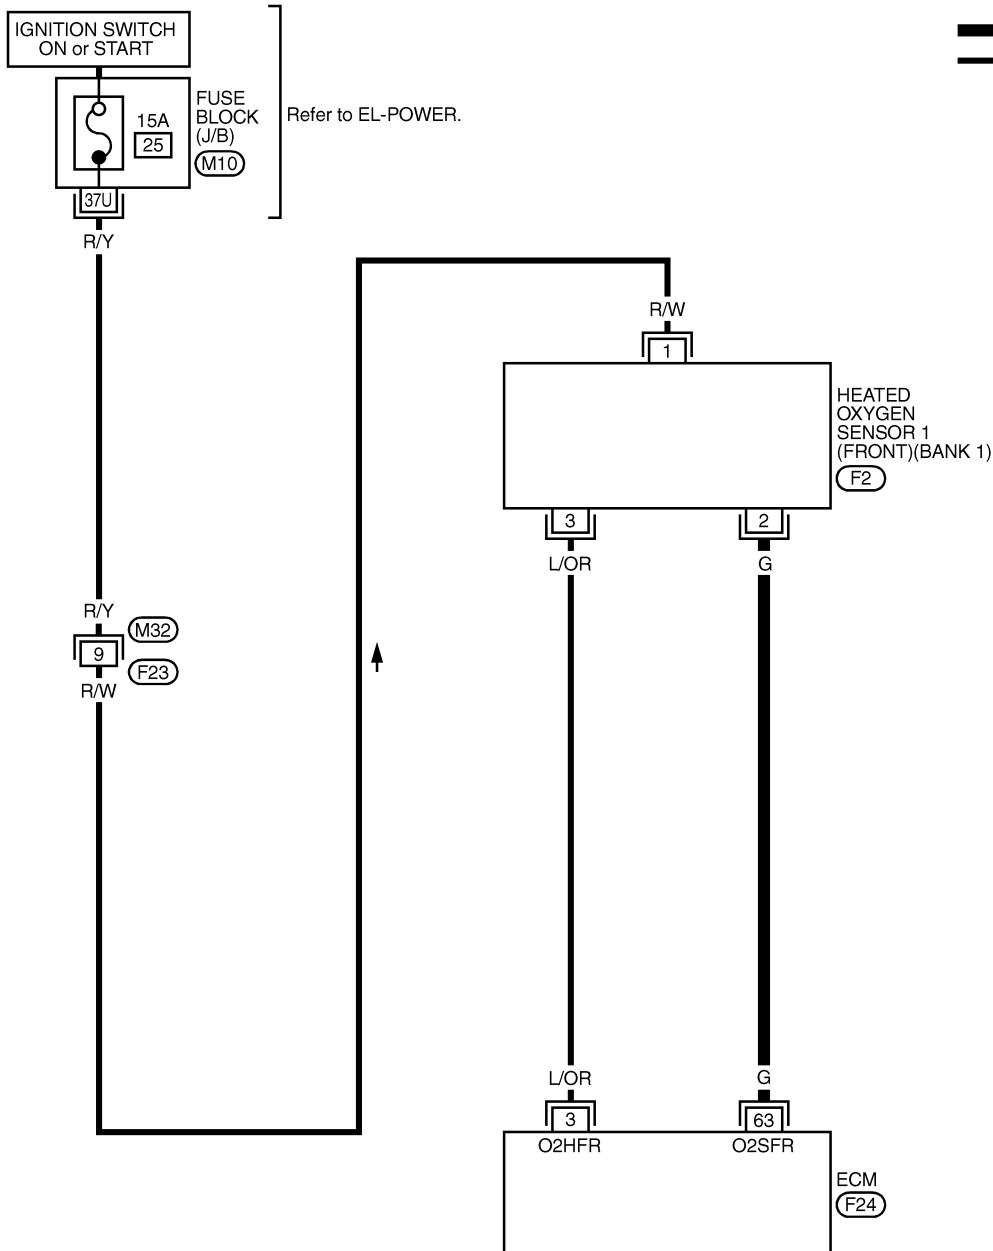 IGNITION SWITCH
ON or START
FUSE
BLOCK
(J/B)
M10
15A
25
Refer to EL-POWER.
37U
R/Y
R/W
1
HEATED
OXYGEN
SENSOR 1
(FRONT)(BANK 1)
F2
3
2
L/OR
G
R/Y
M32
9
F23
R/W
L/OR
G
3
63
O2HFR
O2SFR
ECM
F24